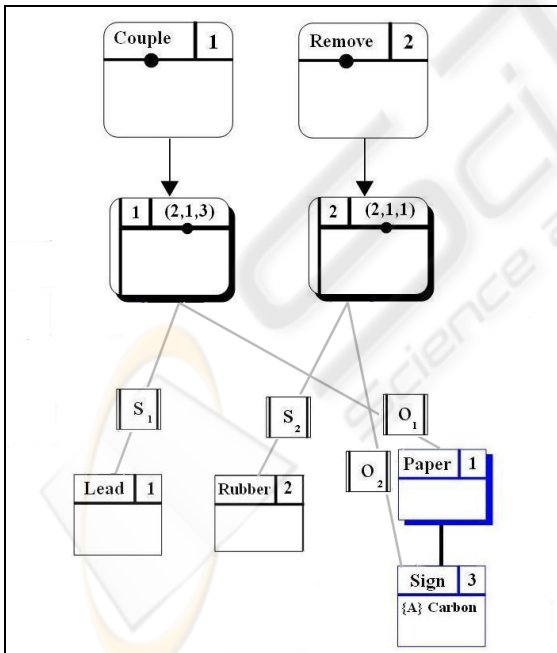 Couple 1
Remove 2
1 (2,1,3)
2 (2,1,1)
S1
S2
O1
O2
Lead 1
Rubber 2
Paper 1
Sign 3
{A} Carbon
Science a